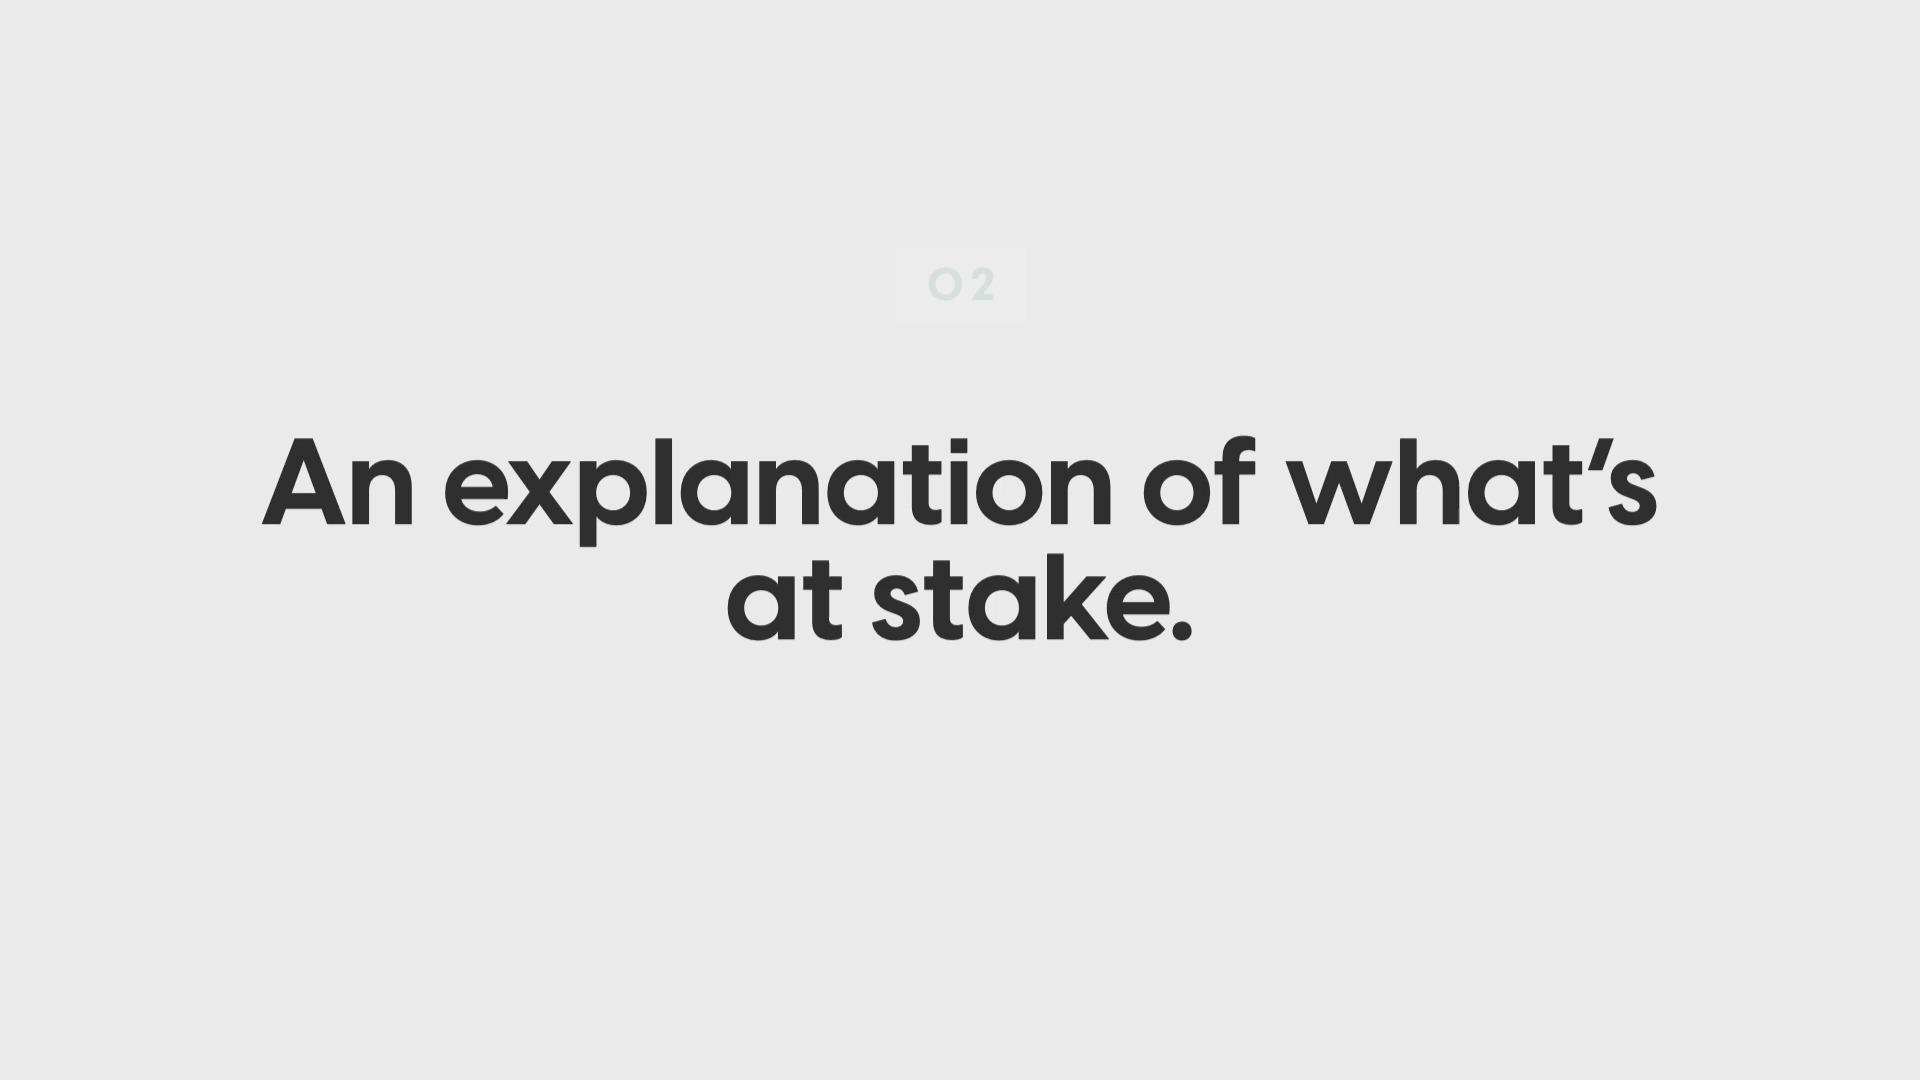 02
An explanation of what‘s
at stake.